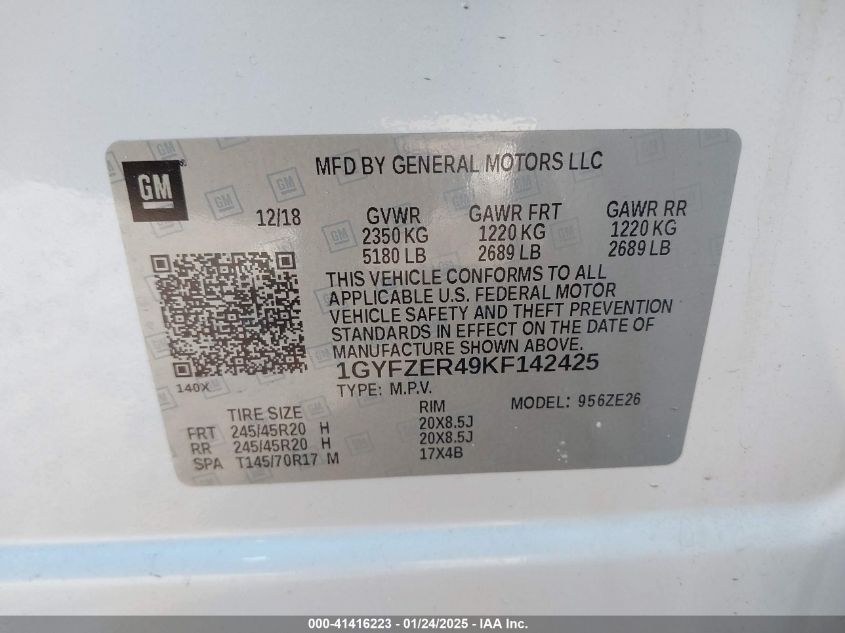 GM
MFD BY GENERAL MOTORS LLC
12/18
GVWR GAWR FRT GAWR RR
2350 KG 1220 KG 1220 KG
5180 LB 2689 LB 2689 LB
THIS VEHICLE CONFORMS TO ALL
APPLICABLE U.S. FEDERAL MOTOR
VEHICLE SAFETY AND THEFT PREVENTION
STANDARDS IN EFFECT ON THE DATE OF
MANUFACTURE SHOWN ABOVE.
1GYFZER49KF142425
140X
TYPE: M.P.V.
MODEL: 956ZE26
TIRE SIZE RIM
FRT 245/45R20 H 20X8.5J
RR 245/45R20 H 20X8.5J
SPA T145/70R17 M 17X4B
000-41416223 - 01/24/2025 - IAA Inc.